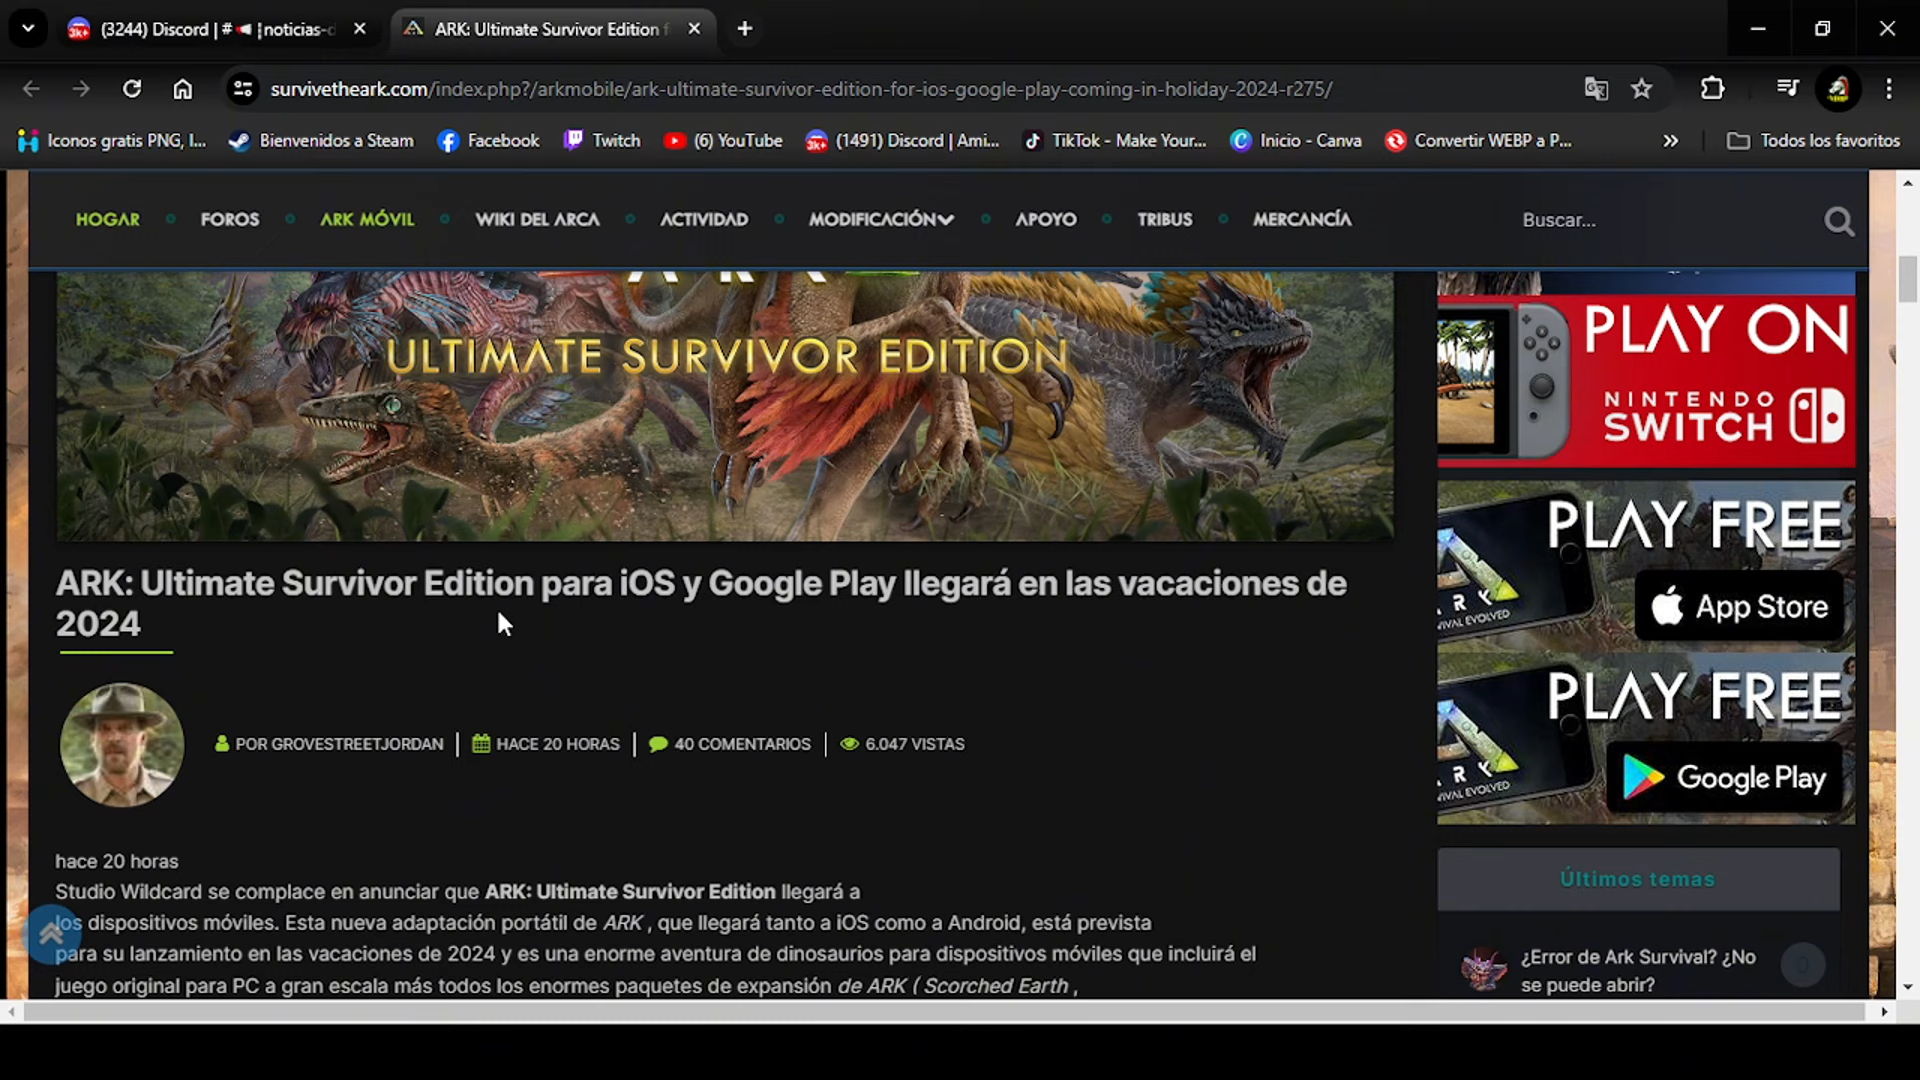 (3244) Discord | # 📢 ¦noticias-d
ARK: Ultimate Survivor Edition f
survivetheark.com/index.php?/arkmobile/ark-ultimate-survivor-edition-for-ios-google-play-coming-in-holiday-2024-r275/
Iconos gratis PNG, I...
Bienvenidos a Steam
Facebook
Twitch
(6) YouTube
(1491) Discord | Ami...
TikTok - Make Your...
Inicio - Canva
Convertir WEBP a P...
Todos los favoritos
HOGAR
FOROS
ARK MÓVIL
WIKI DEL ARCA
ACTIVIDAD
MODIFICACIÓN
APOYO
TRIBUS
MERCANCÍA
Buscar...
ARK
ULTIMATE SURVIVOR EDITION
ARK: Ultimate Survivor Edition para iOS y Google Play llegará en las vacaciones de
2024
POR GROVESTREETJORDAN
HACE 20 HORAS
40 COMENTARIOS
6.047 VISTAS
hace 20 horas
Studio Wildcard se complace en anunciar que ARK: Ultimate Survivor Edition llegará a
los dispositivos móviles. Esta nueva adaptación portátil de ARK , que llegará tanto a iOS como a Android, está prevista
para su lanzamiento en las vacaciones de 2024 y es una enorme aventura de dinosaurios para dispositivos móviles que incluirá el
juego original para PC a gran escala más todos los enormes paquetes de expansión de ARK ( Scorched Earth ,
PLAY ON
NINTENDO
SWITCH
PLAY FREE
App Store
PLAY FREE
Google Play
Últimos temas
¿Error de Ark Survival? ¿No
se puede abrir?
0